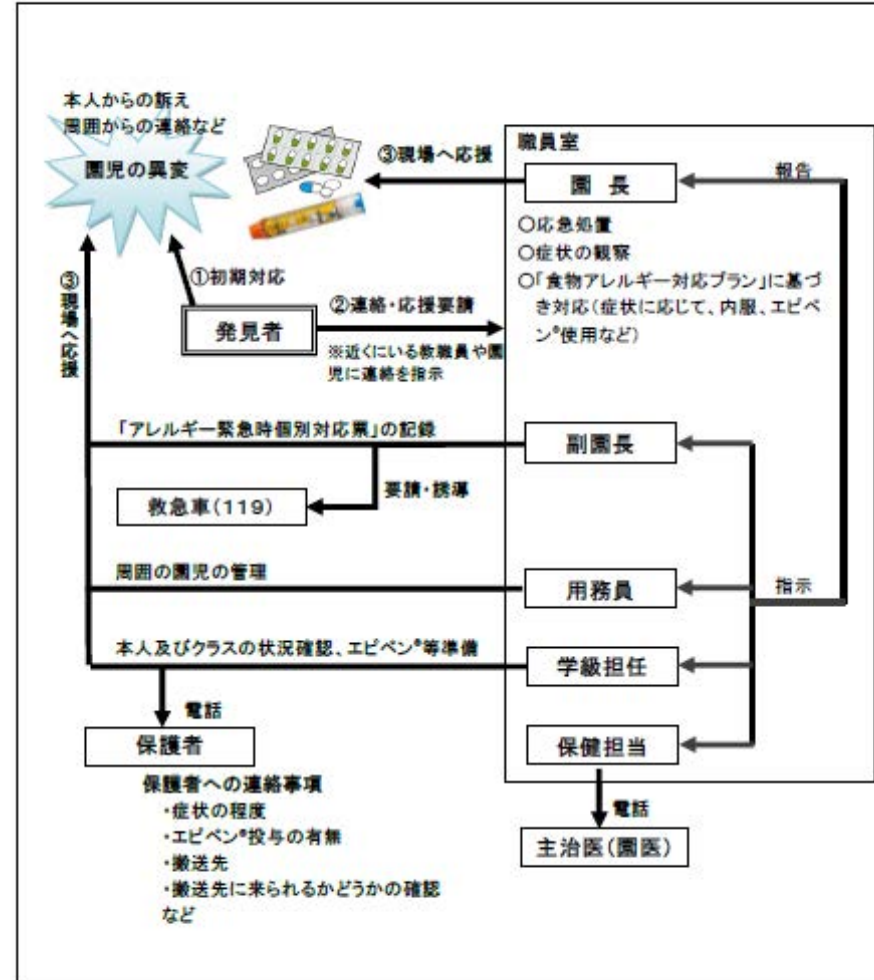 本人からの訴え
周囲からの連絡など
園児の異変
③現場へ応援
職員室
園 長
報告
○応急処置
○症状の観察
○「食物アレルギー対応プラン」に基づ
き対応(症状に応じて、内服、エピペ
ン®使用など)
①初期対応
③現場へ応援
発見者
②連絡・応援要請
※近くにいる教職員や園
児に連絡を指示
「アレルギー緊急時個別対応票」の記録
副園長
要請・誘導
救急車(119)
周囲の園児の管理
用務員
指示
本人及びクラスの状況確認、エピペン®等準備
学級担任
電話
保護者
保健担当
保護者への連絡事項
・症状の程度
・エピペン®投与の有無
・搬送先
・搬送先に来られるかどうかの確認
など
電話
主治医(園医)